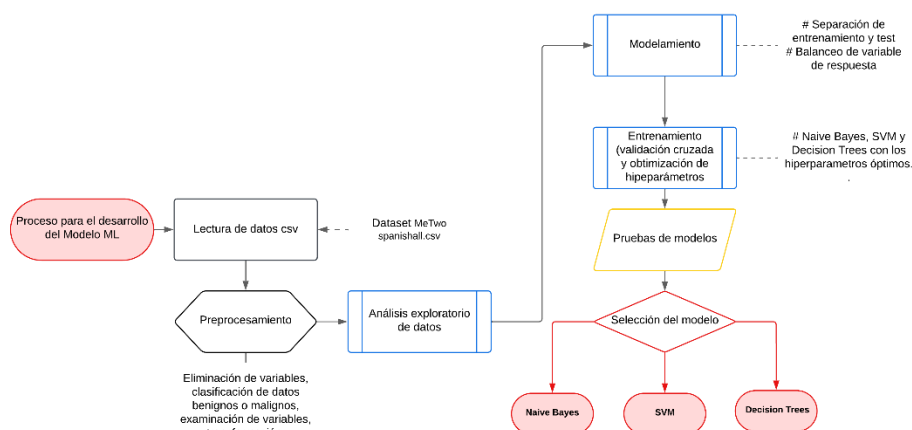 Proceso para el desarrollo
del Modelo ML
Lectura de datos csv
Dataset MeTwo
spanishall.csv
Preprocesamiento
Eliminación de variables,
clasificación de datos
benignos o malignos,
examinación de variables,
Análisis exploratorio
de datos
Modelamiento
# Separación de
entrenamiento y test
# Balanceo de variable
de respuesta
Entrenamiento
(validación cruzada
y obtimización de
hipeparámetros
# Naive Bayes, SVM y
Decision Trees con los
hiperparametros óptimos.
.
Pruebas de modelos
Selección del modelo
Naive Bayes
SVM
Decision Trees